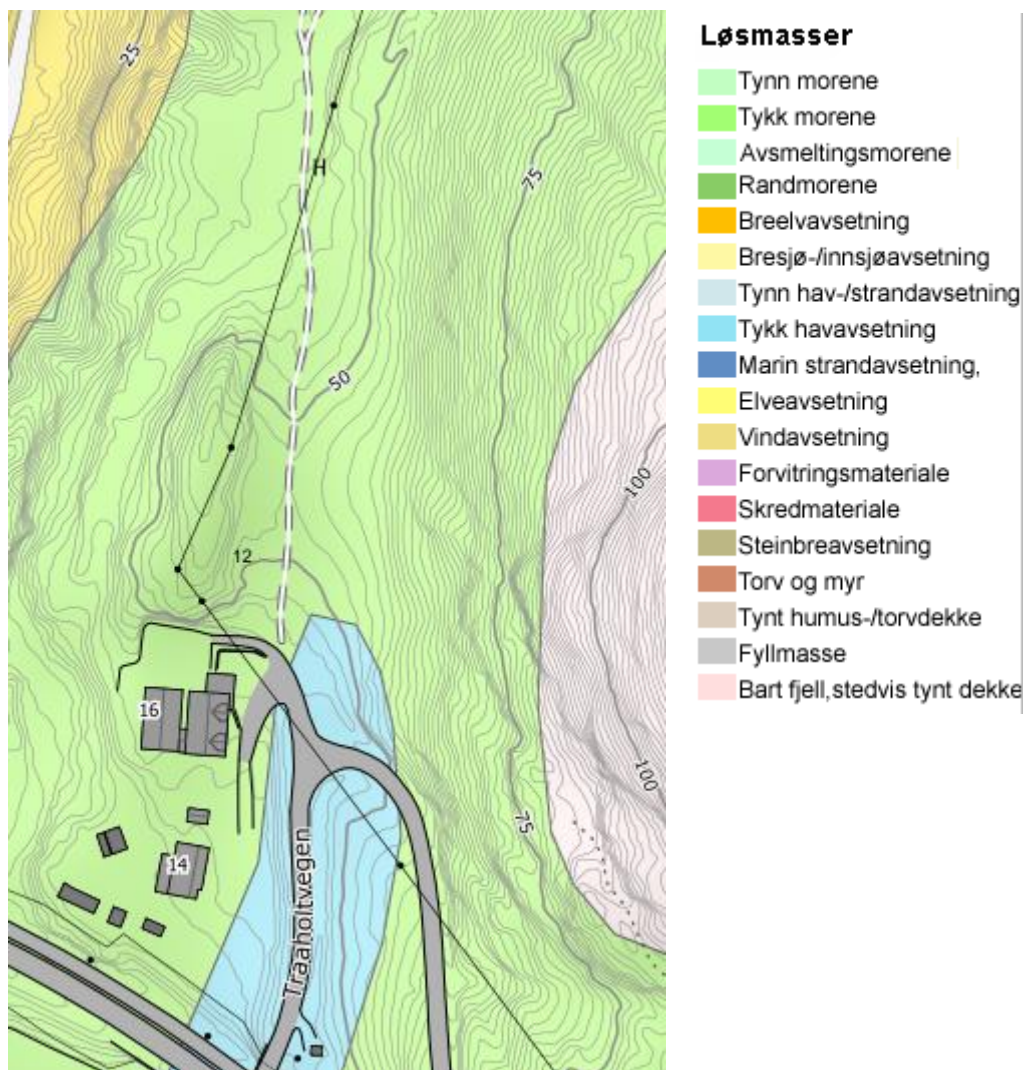 25
H
75
50
100
12
16
100
75
14
Traaholtvegen
Løsmasser
Tynn morene
Tykk morene
Avsmeltingsmorene
Randmorene
Breelvavsetning
Bresjø-/innsjøavsetning
Tynn hav-/strandavsetning
Tykk havavsetning
Marin strandavsetning,
Elveavsetning
Vindavsetning
Forvitringsmateriale
Skredmateriale
Steinbreavsetning
Torv og myr
Tynt humus-/torvdekke
Fyllmasse
Bart fjell,stedvis tynt dekke